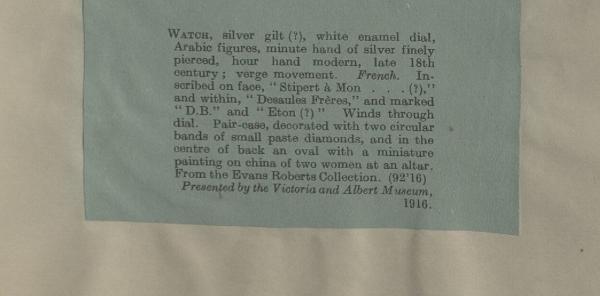 WATCH, silver gilt (?), white enamel dial,
Arabic figures, minute hand of silver finely
pierced, hour hand modern, late 18th
century; verge movement. French. In-
scribed on face, "Stipert à Mon . . . (?),"
and within, "Desaules Frères," and marked
"D.B." and "Eton (?)" Winds through
dial. Pair-case, decorated with two circular
bands of small paste diamonds, and in the
centre of back an oval with a miniature
painting on china of two women at an altar.
From the Evans Roberts Collection. (92'16)
Presented by the Victoria and Albert Museum,
1916.